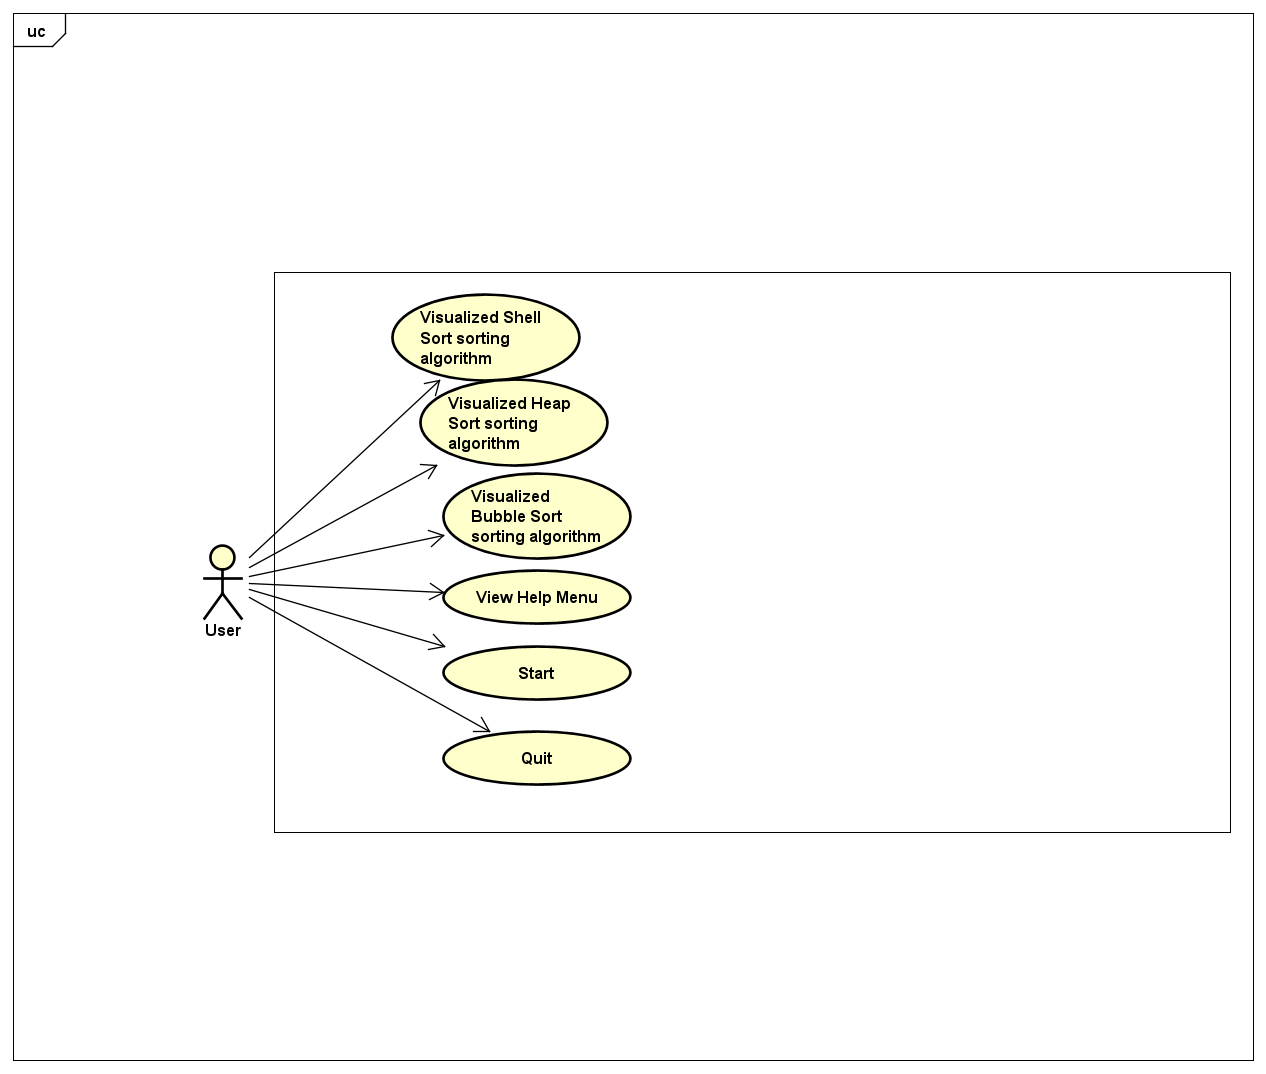 uc
Visualized Shell
Sort sorting
algorithm
Visualized Heap
Sort sorting
algorithm
Visualized
Bubble Sort
sorting algorithm
View Help Menu
User
Start
Quit